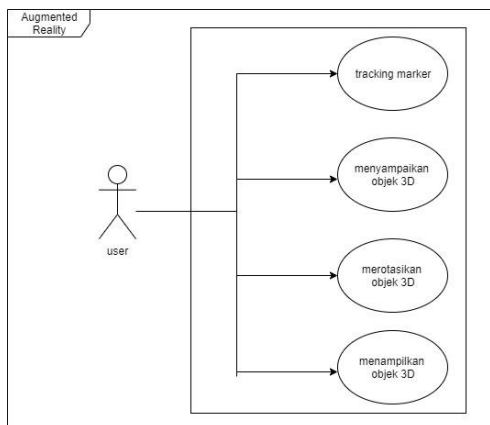 Augmented
Reality
tracking marker
menyampaikan
objek 3D
user
merotasikan
objek 3D
menampilkan
objek 3D